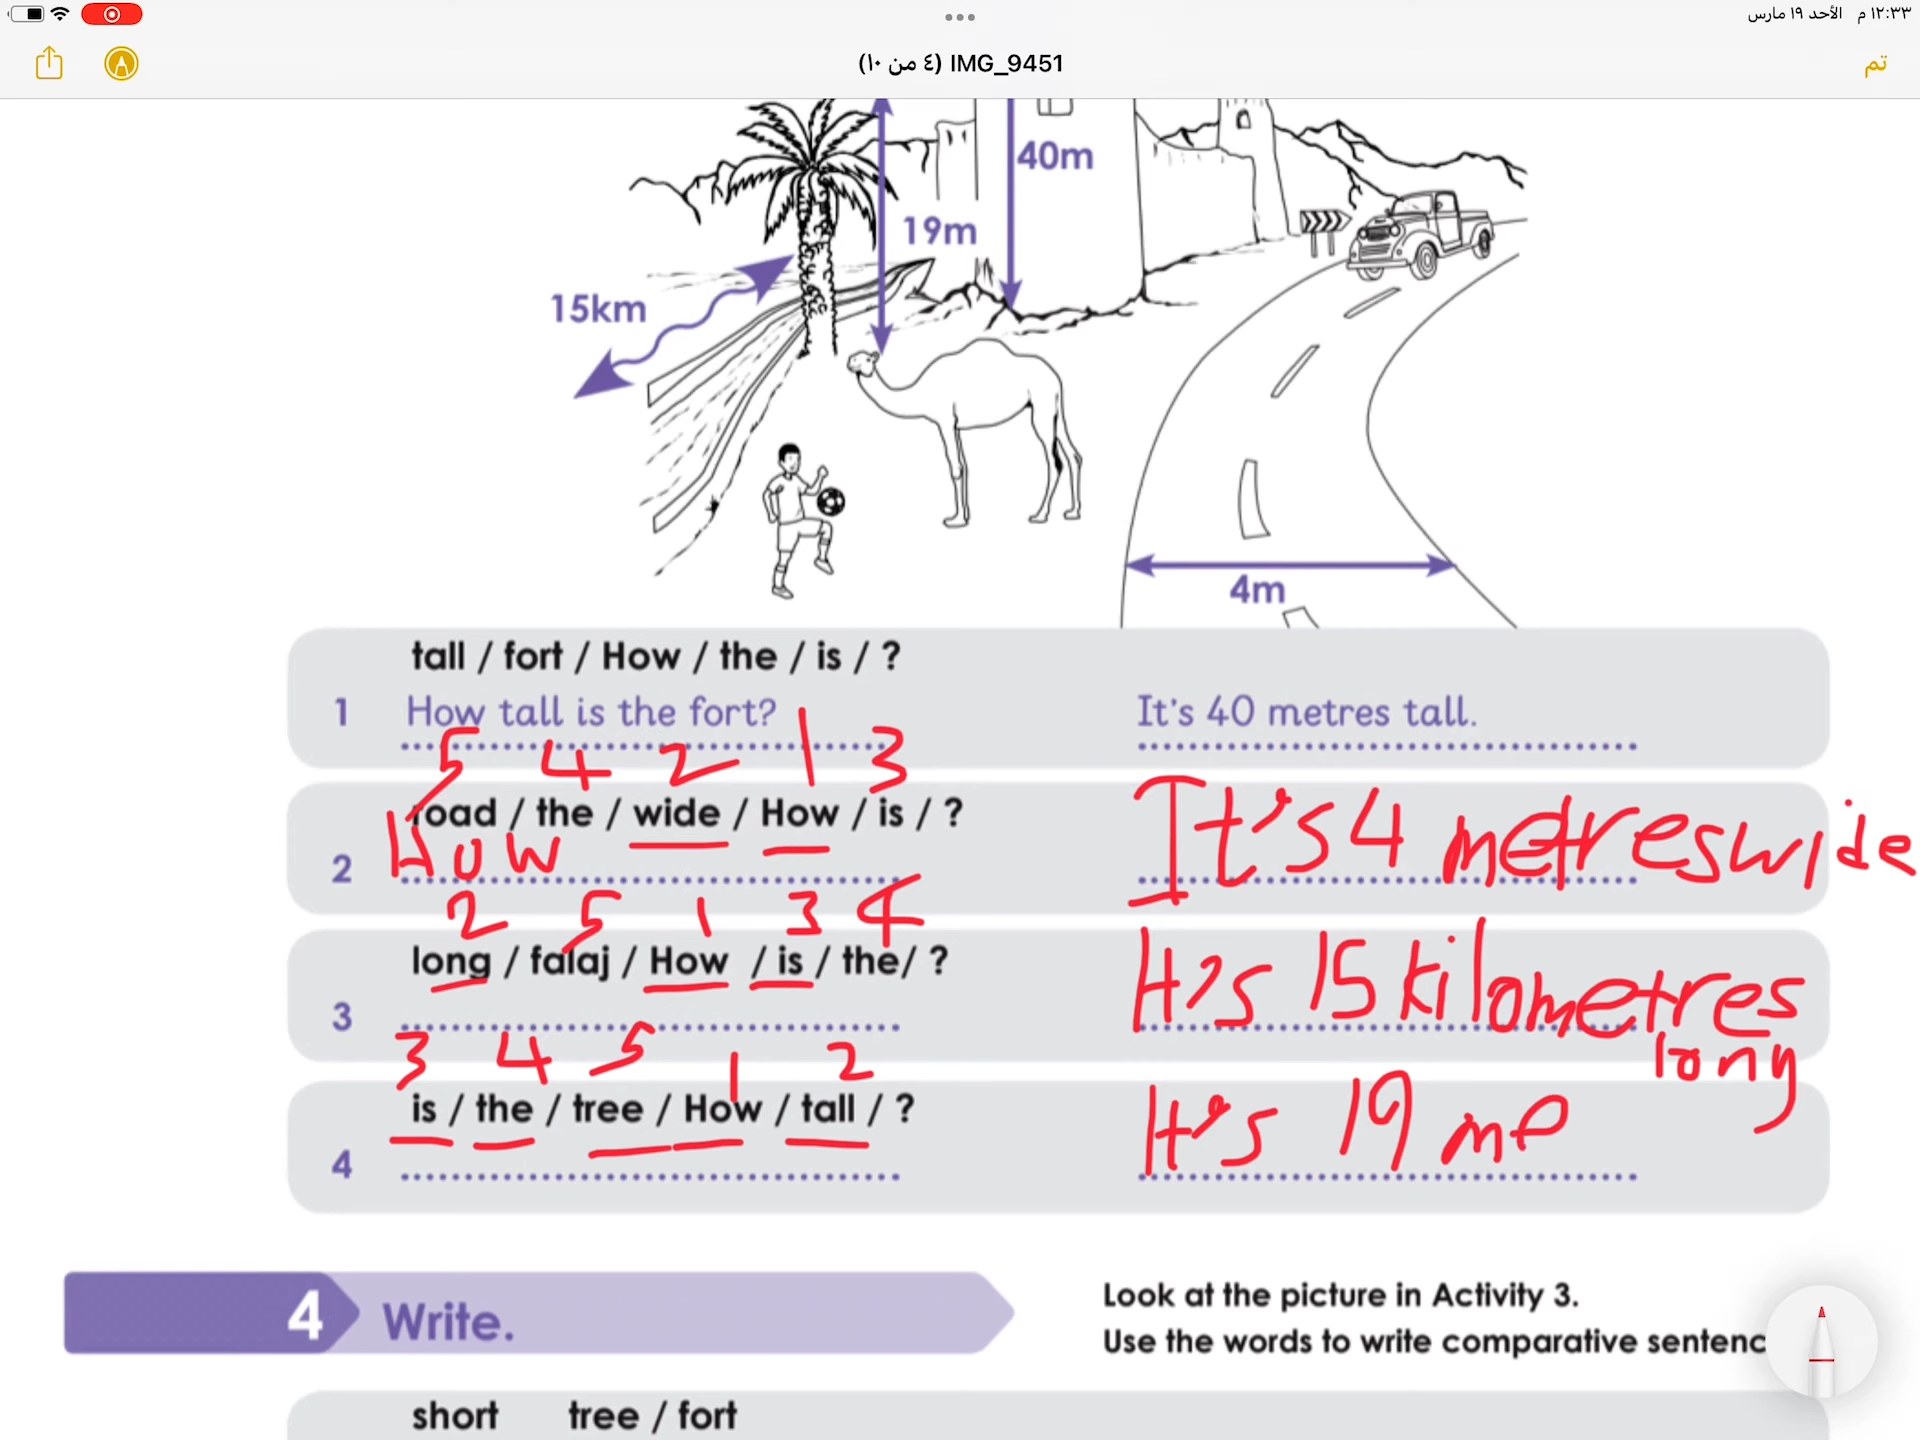 ١٢:٣٣ م الأحد ١٩ مارس
IMG_9451 (٤ من ١٠)
تم
40m
19m
15km
4m
tall / fort / How / the / is / ?
1 How tall is the fort? It's 40 metres tall.
5 4 2 1 3
road / the / wide / How / is / ?
2 How It's 4 metres wide
2 5 1 3 4
long / falaj / How / is / the/ ?
3 It's 15 kilometres
long
3 4 5 1 2
is / the / tree / How / tall / ?
4 It's 19 me
4 Write.
Look at the picture in Activity 3.
Use the words to write comparative sentenc
short tree / fort